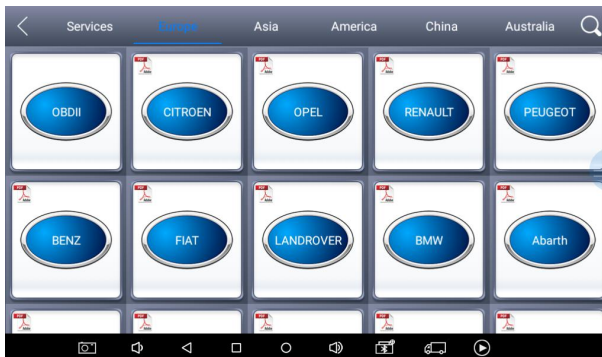 Services Europe Asia America China Australia
OBDII CITROEN OPEL RENAULT PEUGEOT
BENZ FIAT LANDROVER BMW Abarth